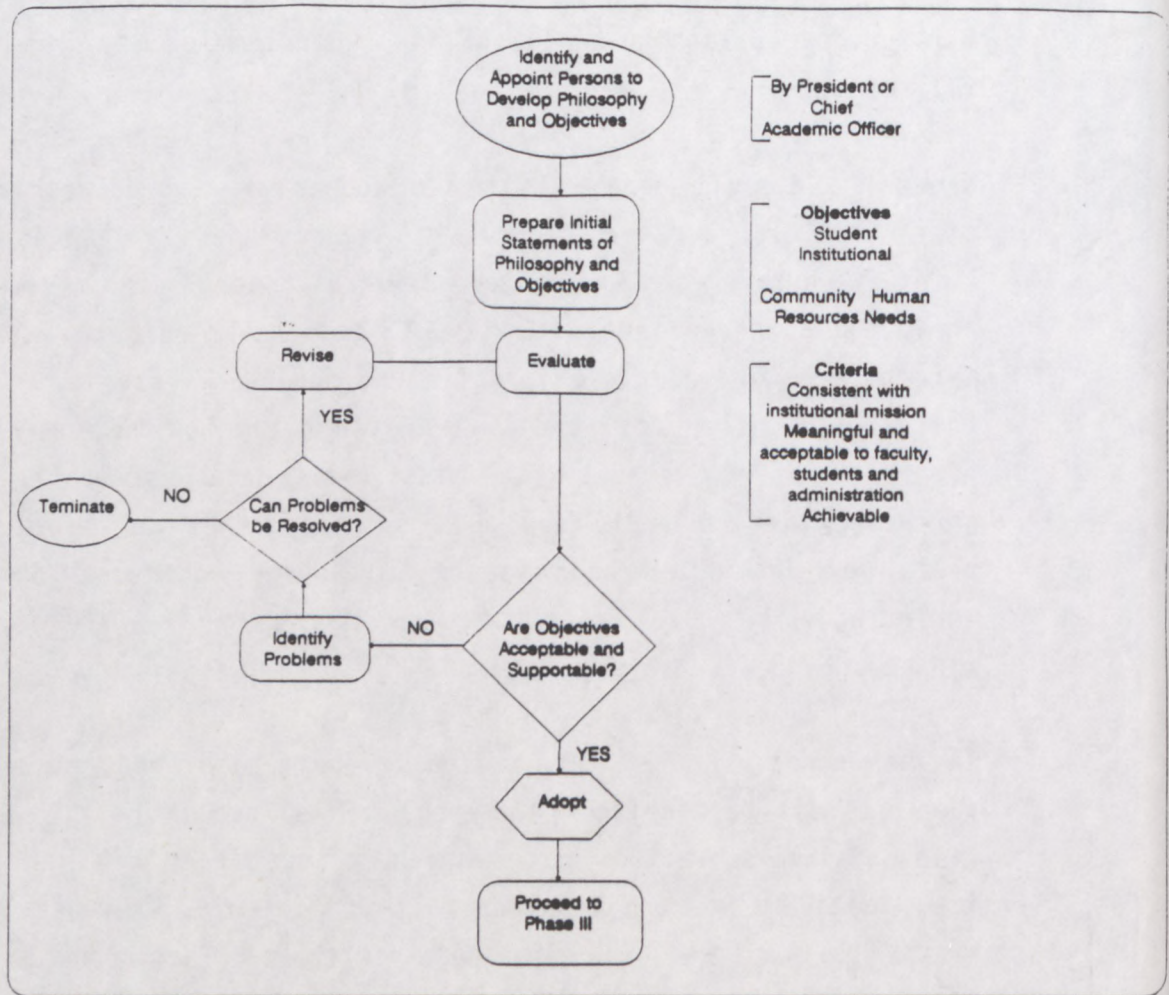 Identify and
Appoint Persons to
Develop Philosophy
and Objectives
By President or
Chief
Academic Officer
Prepare Initial
Statements of
Philosophy and
Objectives
Objectives
Student
Institutional
Community Human
Resources Needs
Revise
Evaluate
Criteria
Consistent with
institutional mission
Meaningful and
acceptable to faculty,
students and
administration
Achievable
YES
Teminate
NO
Can Problems
be Resolved?
Identify
Problems
NO
Are Objectives
Acceptable and
Supportable?
YES
Adopt
Proceed to
Phase III